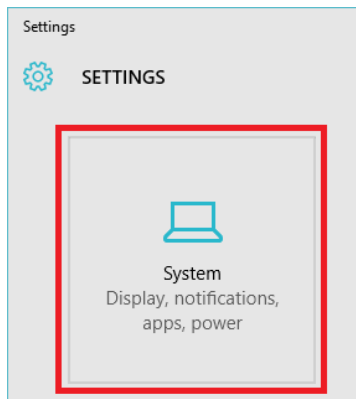 Settings
SETTINGS
System
Display, notifications,
apps, power